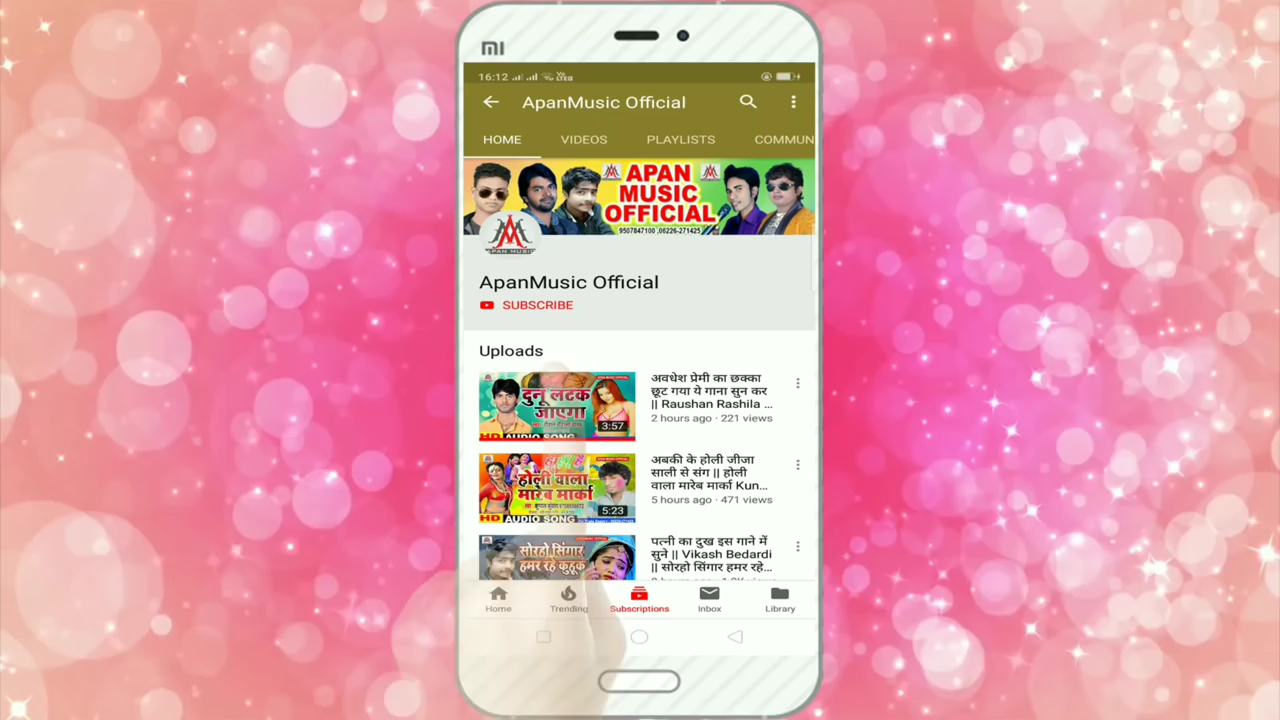 mi
16:12
ApanMusic Official
HOME VIDEOS PLAYLISTS COMMUN
APAN
MUSIC
OFFICIAL
9507847100 ,06226-271425
APAN MUSIC
ApanMusic Official
SUBSCRIBE
Uploads
दुनू लटक
जाएगा
3:57
HD AUDIO SONG
अवधेश प्रेमी का छक्का
छूट गया ये गाना सुन कर
|| Raushan Rashila ...
2 hours ago · 221 views
होली वाला
मारेब मार्का
5:23
HD AUDIO SONG
अबकी के होली जीजा
साली से संग || होली
वाला मारेब मार्का Kun...
5 hours ago · 471 views
सोरहो सिंगार
हमर रहे कुहूक
पत्नी का दुख इस गाने में
सुने || Vikash Bedardi
|| सोरहो सिंगार हमर रहे...
Home Trending Subscriptions Inbox Library